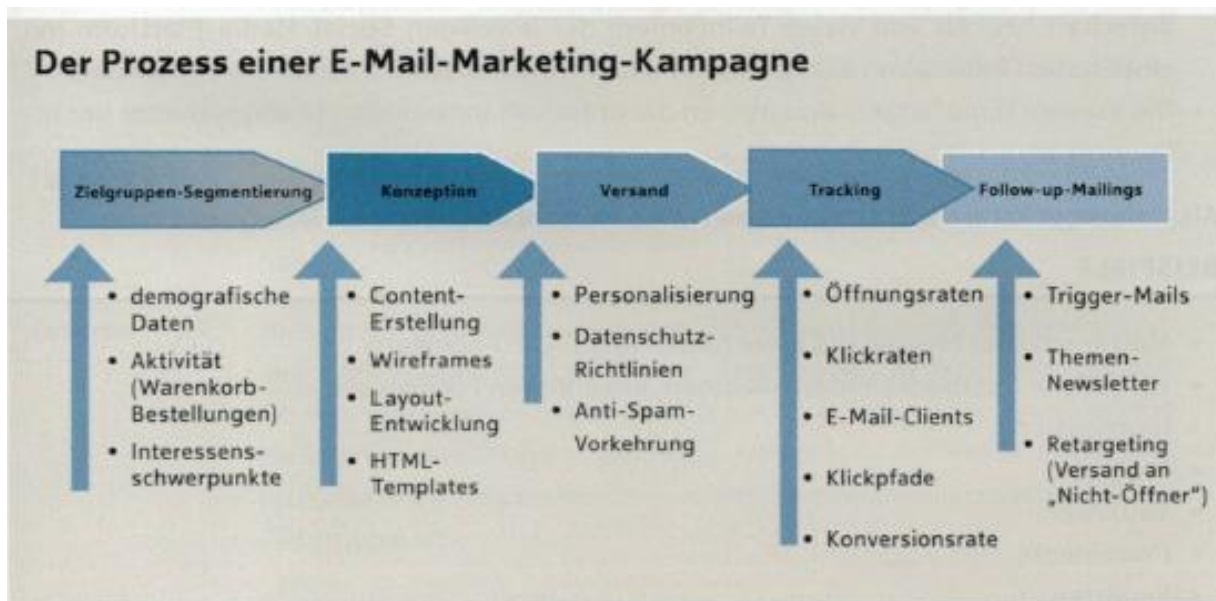 Der Prozess einer E-Mail-Marketing-Kampagne
Zielgruppen-Segmentierung
Konzeption
Versand
Tracking
Follow-up-Mailings
• demografische
Daten
• Aktivität
(Warenkorb-
Bestellungen)
• Interessens-
schwerpunkte
• Content-
Erstellung
• Wireframes
• Layout-
Entwicklung
• HTML-
Templates
• Personalisierung
• Datenschutz-
Richtlinien
• Anti-Spam-
Vorkehrung
• Öffnungsraten
• Klickraten
• E-Mail-Clients
• Klickpfade
• Konversionsrate
• Trigger-Mails
• Themen-
Newsletter
• Retargeting
(Versand an
„Nicht-Öffner“)